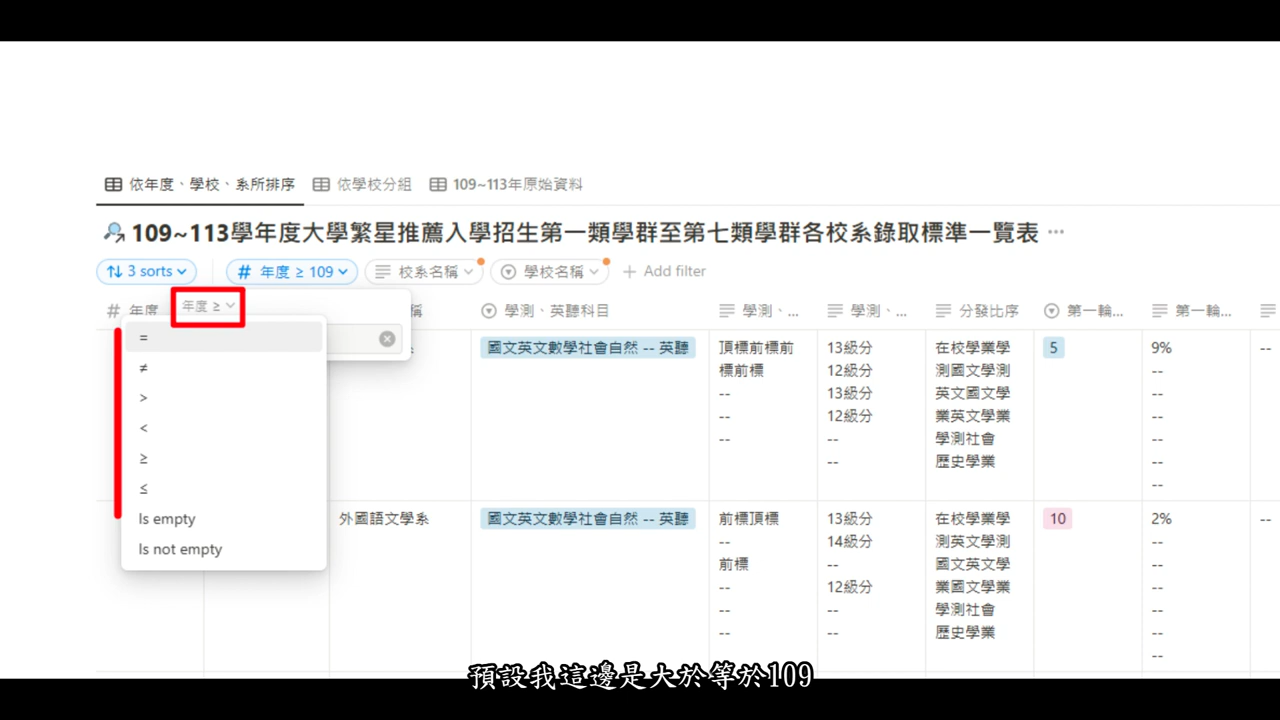 依年度、學校、系所排序 依學校分組 109~113年原始資料
109~113學年度大學繁星推薦入學招生第一類學群至第七類學群各校系錄取標準一覽表 ···
3 sorts # 年度 ≥ 109 校系名稱 學校名稱 + Add filter
# 年度 年度 ≥ 稱 學測、英聽科目 學測、... 學測、... 分發比序 第一輪... 第一輪...
=
≠
>
<
≥
≤
Is empty
Is not empty
國文英文數學社會自然 -- 英聽
頂標前標前
標前標
--
--
--
13級分
12級分
13級分
12級分
--
--
在校學業學
測國文學測
英文國文學
業英文學業
學測社會
歷史學業
5
9%
--
--
--
--
--
--
--
外國語文學系
國文英文數學社會自然 -- 英聽
前標頂標
--
前標
--
--
--
13級分
14級分
--
12級分
--
--
在校學業學
測英文學測
國文英文學
業國文學業
學測社會
歷史學業
10
2%
--
--
--
--
--
--
--
預設我這邊是大於等於109